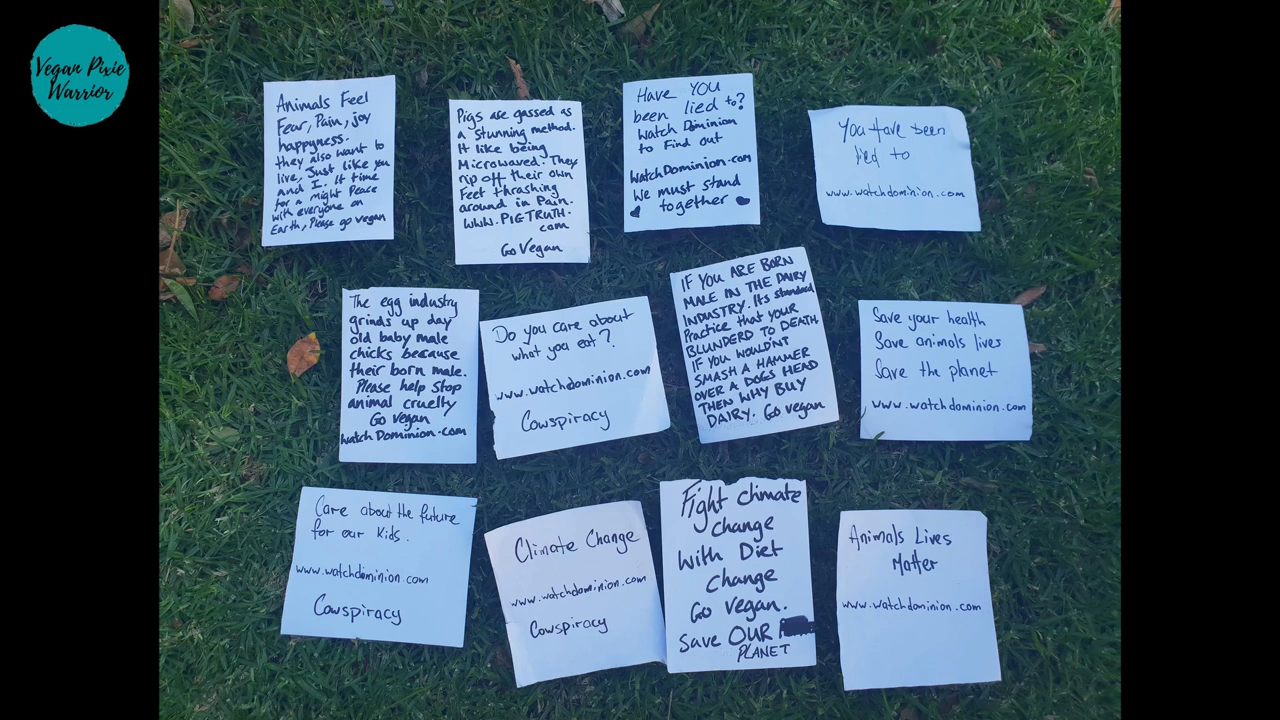 Vegan Pixie
Warrior
Animals Feel
Fear, Pain, joy
happyness.
they also want to
live, Just like you
and I. It time
for a might Peace
with everyone on
Earth, Please go vegan
Pigs are gassed as
a stunning method.
It like being
Microwaved. They
rip off their own
Feet thrashing
around in Pain.
WWW.PIGTRUTH.
com
Go Vegan
Have YOU
been lied to?
Watch Dominion
to Find out
WatchDominion.com
We must stand
together
You Have been
lied to
www.watchdominion.com
The egg industry
grinds up day
old baby male
chicks because
their born male.
Please help stop
animal cruelty
Go vegan
WatchDominion.com
Do you care about
what you eat?
www.watchdominion.com
Cowspiracy
IF YOU ARE BORN
MALE IN THE DAIRY
INDUSTRY. Its standard
Practice that your
BLUNDERD TO DEATH
IF YOU WOULDN'T
SMASH A HAMMER
OVER A DOGS HEAD
THEN WHY BUY
DAIRY. Go vegan
Save your health
Save animals lives
Save the planet
www.watchdominion.com
Care about the future
for our kids.
www.watchdominion.com
Cowspiracy
Climate Change
www.watchdominion.com
Cowspiracy
Fight climate
change
With Diet
change
Go vegan.
Save OUR
PLANET
Animals Lives
Matter
www.watchdominion.com